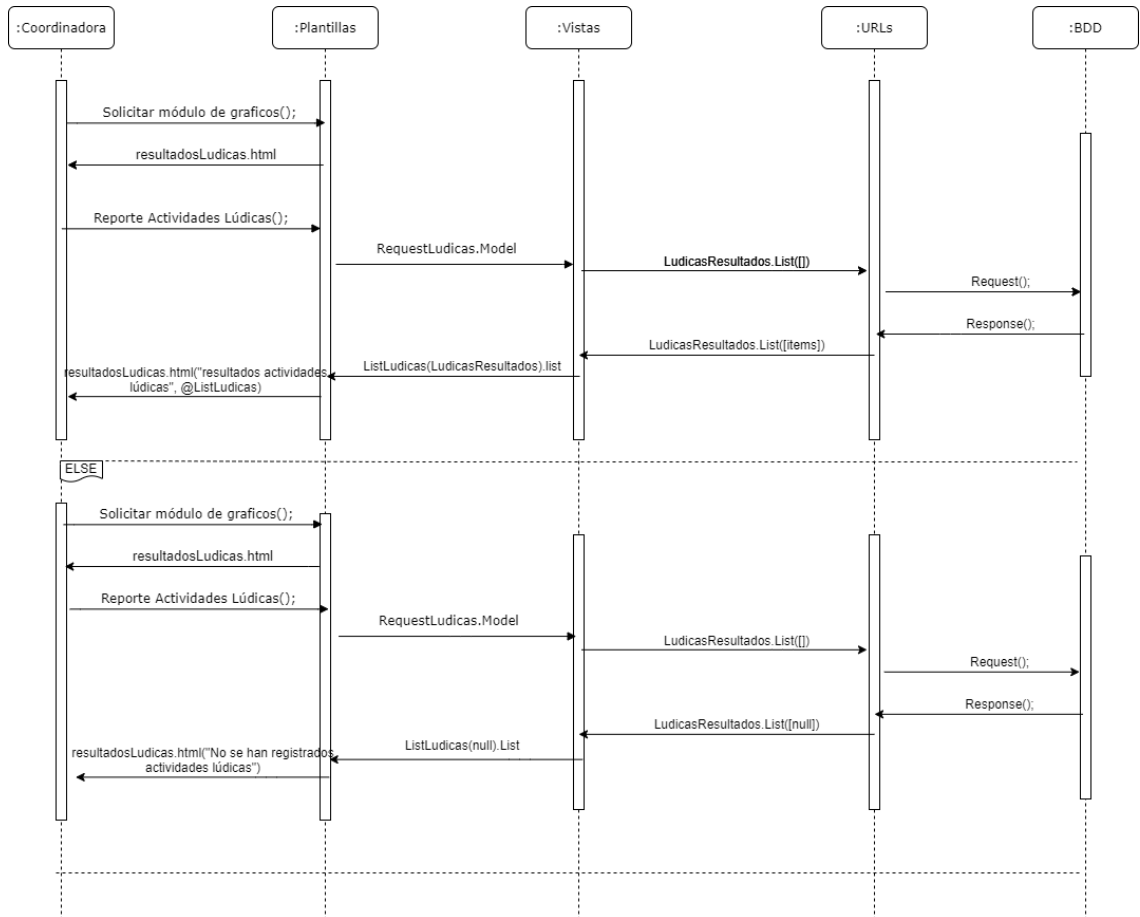 :Coordinadora
:Plantillas
:Vistas
:URLs
:BDD
Solicitar módulo de graficos();
resultadosLudicas.html
Reporte Actividades Lúdicas();
RequestLudicas.Model
LudicasResultados.List([])
Request();
Response();
LudicasResultados.List([items])
ListLudicas(LudicasResultados).list
resultadosLudicas.html("resultados actividades
lúdicas", @ListLudicas)
ELSE
Solicitar módulo de graficos();
resultadosLudicas.html
Reporte Actividades Lúdicas();
RequestLudicas.Model
LudicasResultados.List([])
Request();
Response();
LudicasResultados.List([null])
ListLudicas(null).List
resultadosLudicas.html("No se han registrados
actividades lúdicas")